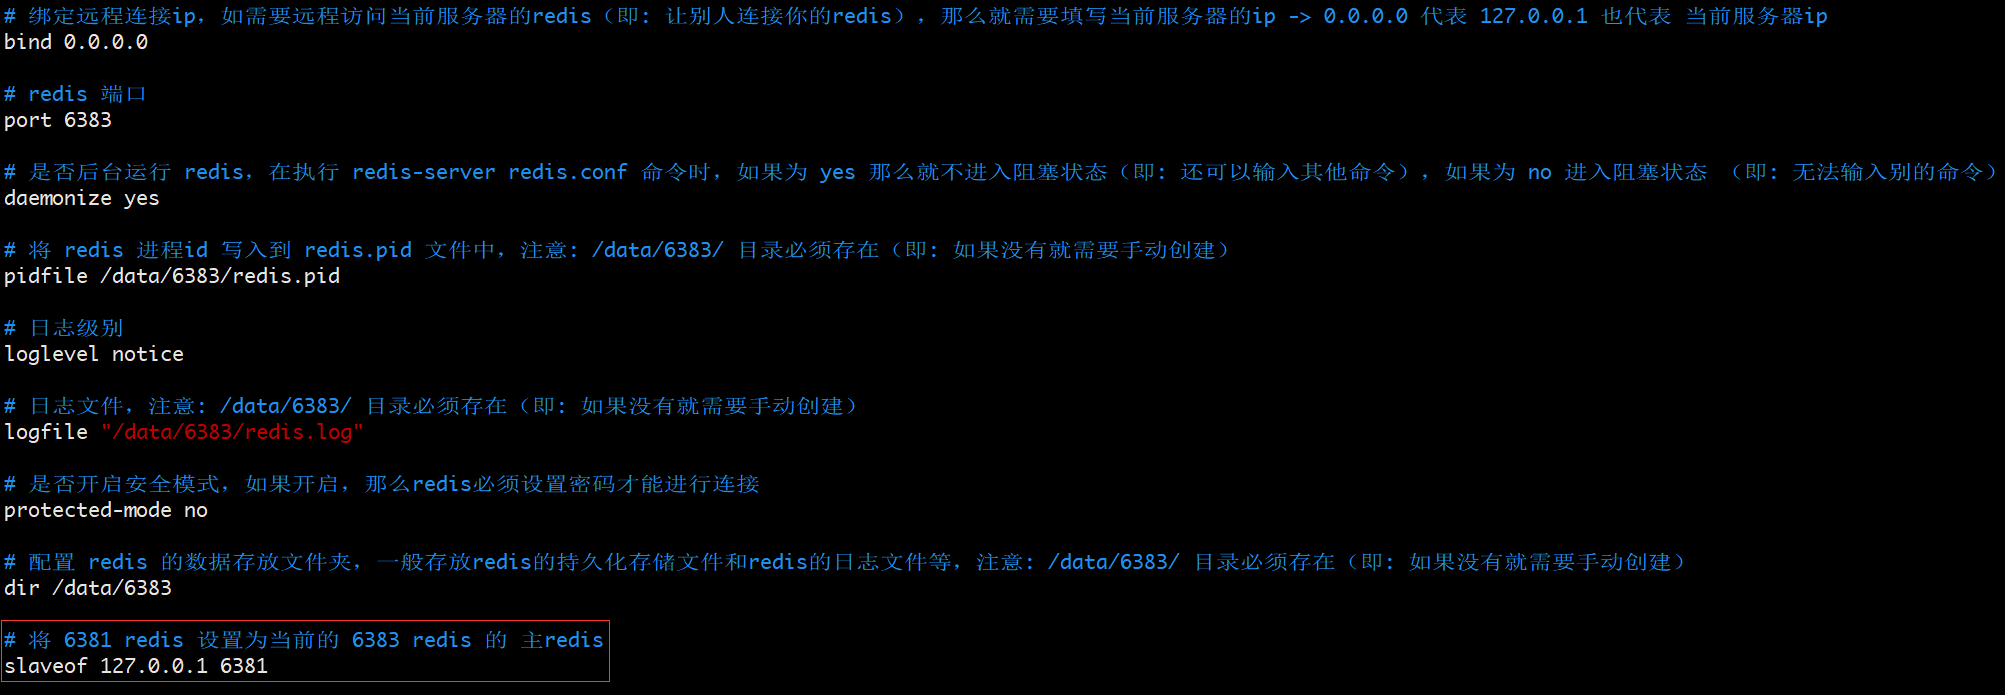 # 绑定远程连接ip，如需要远程访问当前服务器的redis（即: 让别人连接你的redis），那么就需要填写当前服务器的ip -> 0.0.0.0 代表 127.0.0.1 也代表 当前服务器ip
bind 0.0.0.0
# redis 端口
port 6383
# 是否后台运行 redis，在执行 redis-server redis.conf 命令时，如果为 yes 那么就不进入阻塞状态（即: 还可以输入其他命令），如果为 no 进入阻塞状态 （即: 无法输入别的命令）
daemonize yes
# 将 redis 进程id 写入到 redis.pid 文件中，注意: /data/6383/ 目录必须存在（即: 如果没有就需要手动创建）
pidfile /data/6383/redis.pid
# 日志级别
loglevel notice
# 日志文件，注意: /data/6383/ 目录必须存在（即: 如果没有就需要手动创建）
logfile "/data/6383/redis.log"
# 是否开启安全模式，如果开启，那么redis必须设置密码才能进行连接
protected-mode no
# 配置 redis 的数据存放文件夹，一般存放redis的持久化存储文件和redis的日志文件等，注意: /data/6383/ 目录必须存在（即: 如果没有就需要手动创建）
dir /data/6383
# 将 6381 redis 设置为当前的 6383 redis 的 主redis
slaveof 127.0.0.1 6381